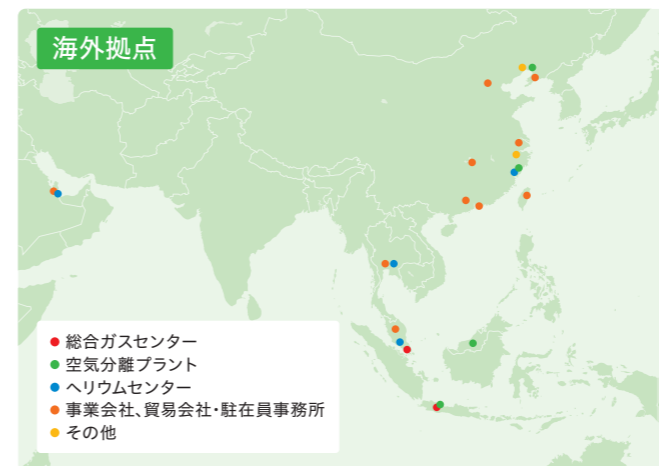 海外拠点
総合ガスセンター
空気分離プラント
ヘリウムセンター
事業会社、貿易会社・駐在員事務所
その他